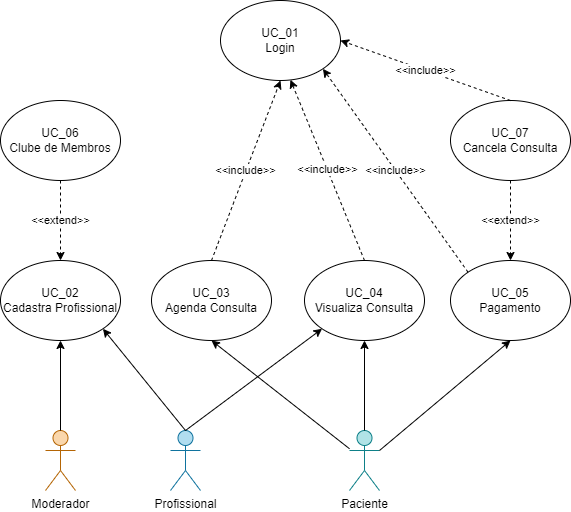 UC_01
Login
<<include>>
UC_06
Clube de Membros
UC_07
Cancela Consulta
<<include>>
<<include>>
<<include>>
<<extend>>
<<extend>>
UC_02
Cadastra Profissional
UC_03
Agenda Consulta
UC_04
Visualiza Consulta
UC_05
Pagamento
Moderador
Profissional
Paciente